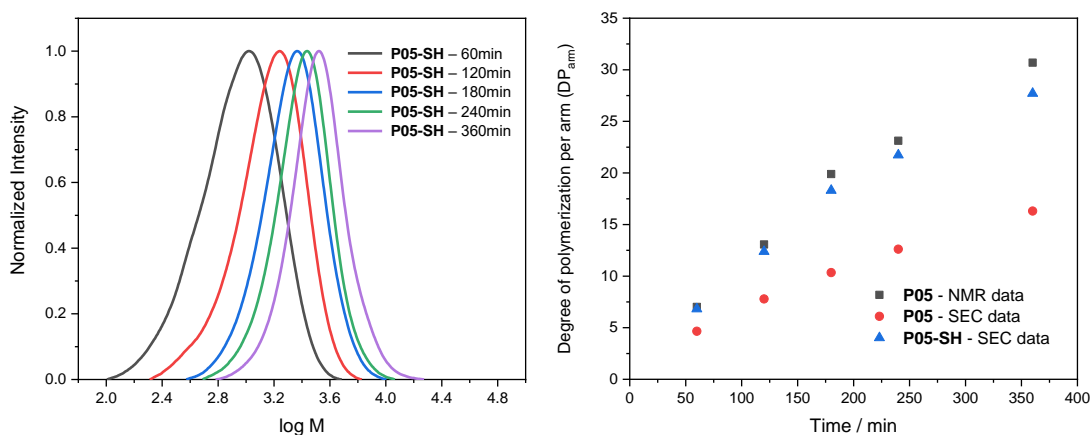 Normalized Intensity
1.0
0.8
0.6
0.4
0.2
0.0
2.0 2.4 2.8 3.2 3.6 4.0 4.4 4.8
log M
P05-SH – 60min
P05-SH – 120min
P05-SH – 180min
P05-SH – 240min
P05-SH – 360min
Degree of polymerization per arm (DParm)
35
30
25
20
15
10
5
0
0 50 100 150 200 250 300 350 400
Time / min
P05 - NMR data
P05 - SEC data
P05-SH - SEC data